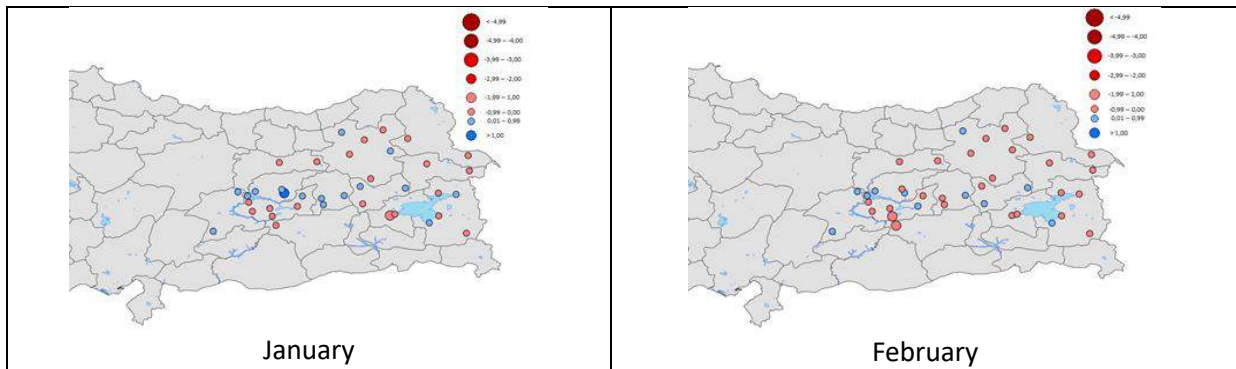 < -4,99
-4,99 – -4,00
-3,99 – -3,00
-2,99 – -2,00
-1,99 – 1,00
-0,99 – 0,00
0,01 – 0,99
> 1,00
January
< -4,99
-4,99 – -4,00
-3,99 – -3,00
-2,99 – -2,00
-1,99 – 1,00
-0,99 – 0,00
0,01 – 0,99
> 1,00
February